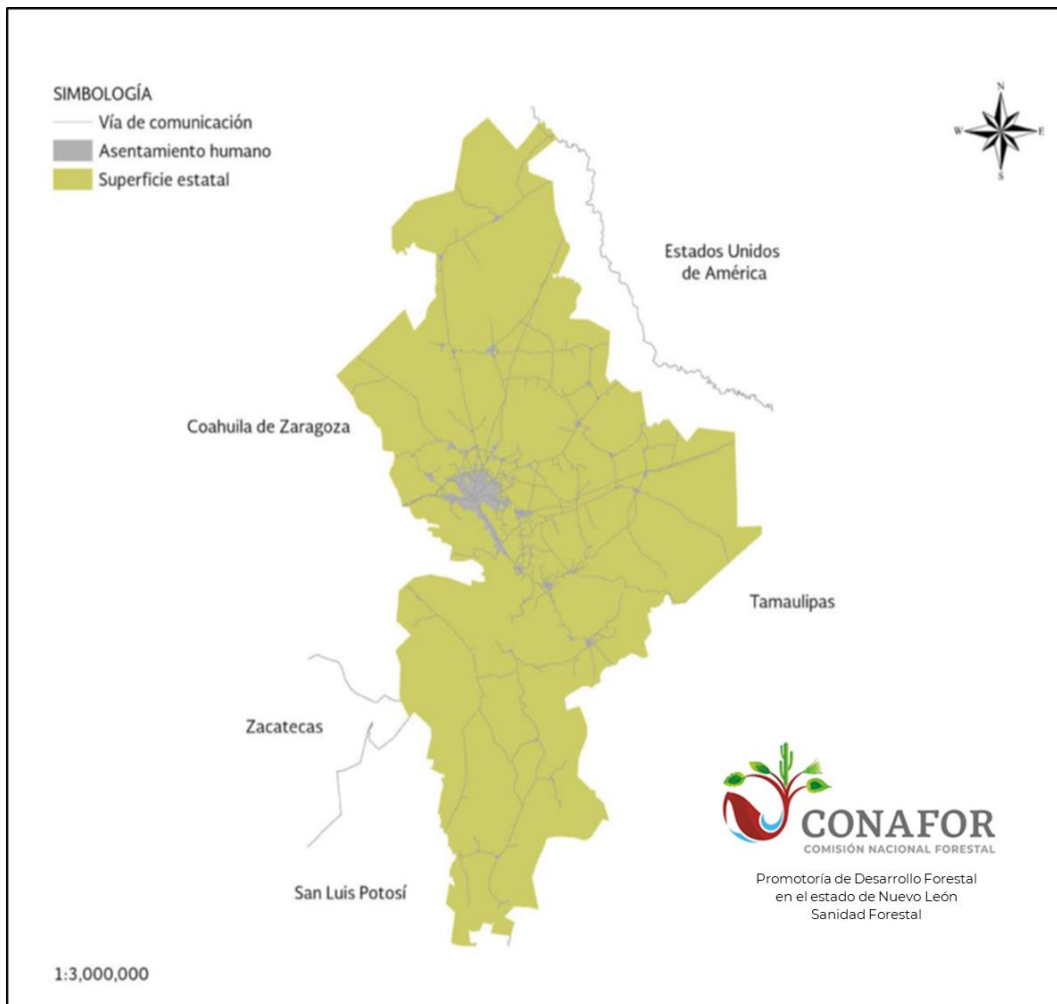 SIMBOLOGÍA
Vía de comunicación
Asentamiento humano
Superficie estatal
N
W
E
S
Estados Unidos
de América
Coahuila de Zaragoza
Tamaulipas
Zacatecas
San Luis Potosí
CONAFOR
COMISIÓN NACIONAL FORESTAL
Promotoría de Desarrollo Forestal
en el estado de Nuevo León
Sanidad Forestal
1:3,000,000